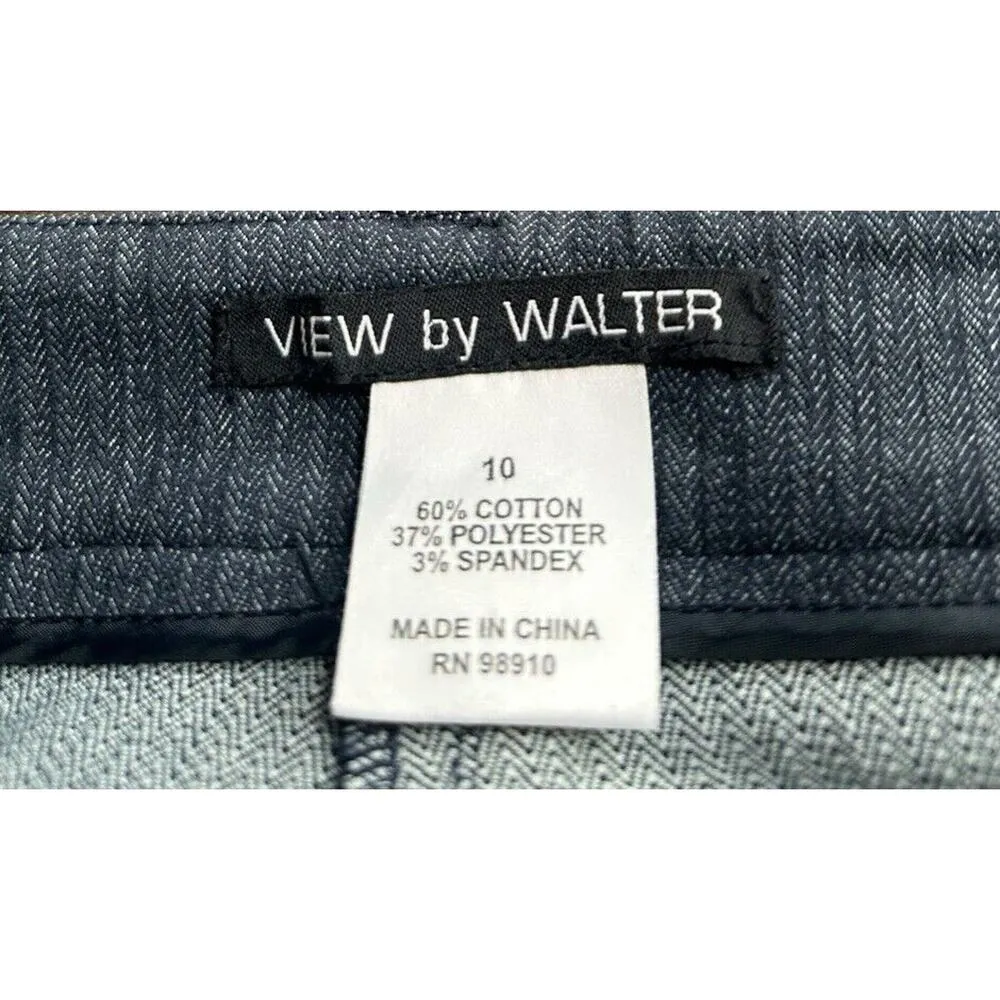 VIEW by WALTER
10
60% COTTON
37% POLYESTER
3% SPANDEX
MADE IN CHINA
RN 98910